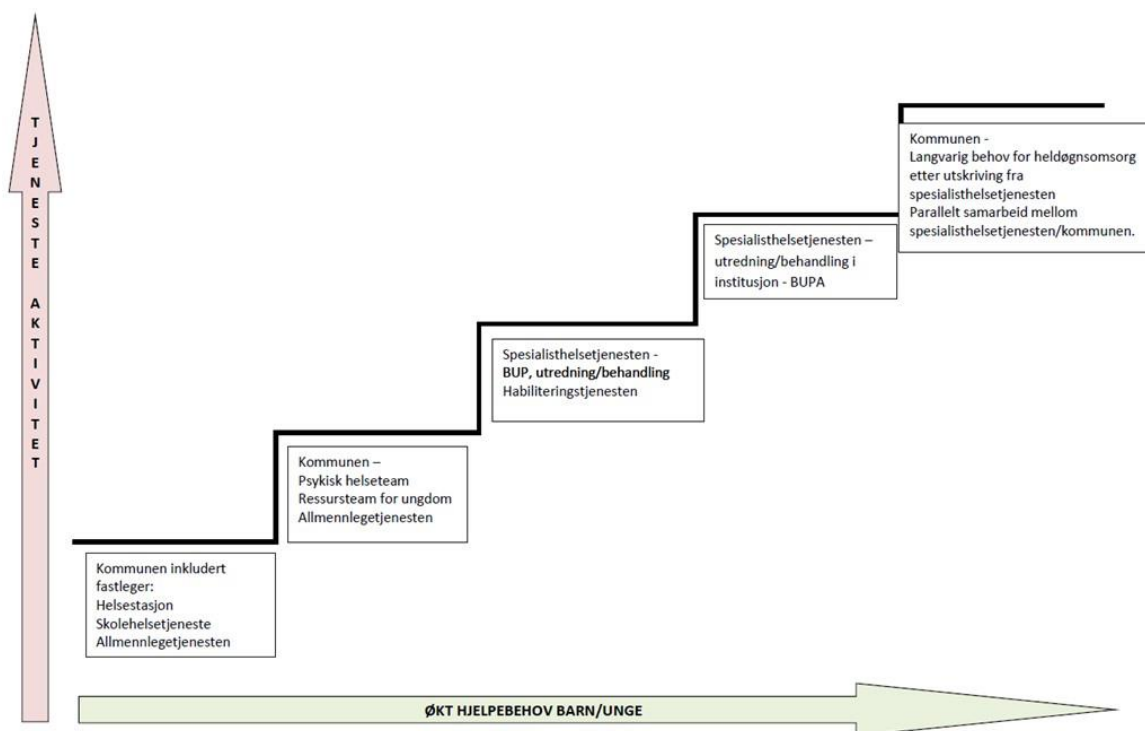 TJENESTE AKTIVITET
Kommunen inkludert
fastleger:
Helsestasjon
Skolehelsetjeneste
Allmennlegetjenesten
Kommunen –
Psykisk helseteam
Ressursteam for ungdom
Allmennlegetjenesten
Spesialisthelsetjenesten -
BUP, utredning/behandling
Habiliteringstjenesten
Spesialisthelsetjenesten –
utredning/behandling i
institusjon - BUPA
Kommunen -
Langvarig behov for heldøgnsomsorg
etter utskriving fra
spesialisthelsetjenesten
Parallelt samarbeid mellom
spesialisthelsetjenesten/kommunen.
ØKT HJELPEBEHOV BARN/UNGE